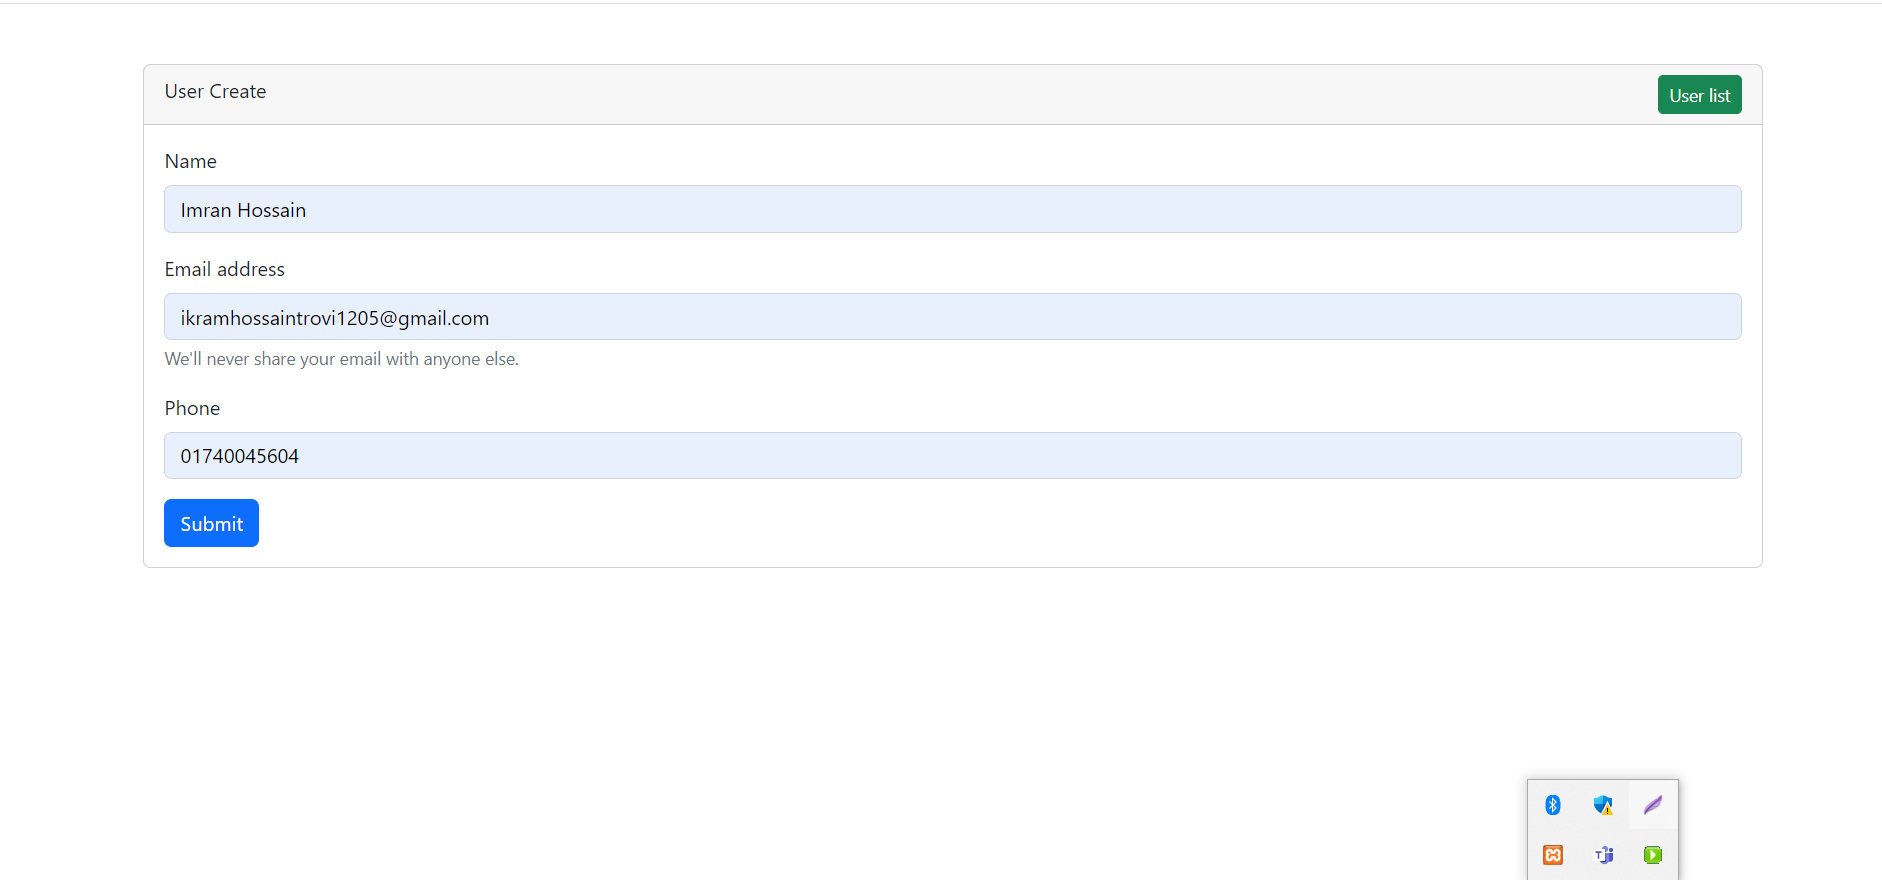 User Create
User list
Name
Imran Hossain
Email address
ikramhossaintrovi1205@gmail.com
We'll never share your email with anyone else.
Phone
01740045604
Submit